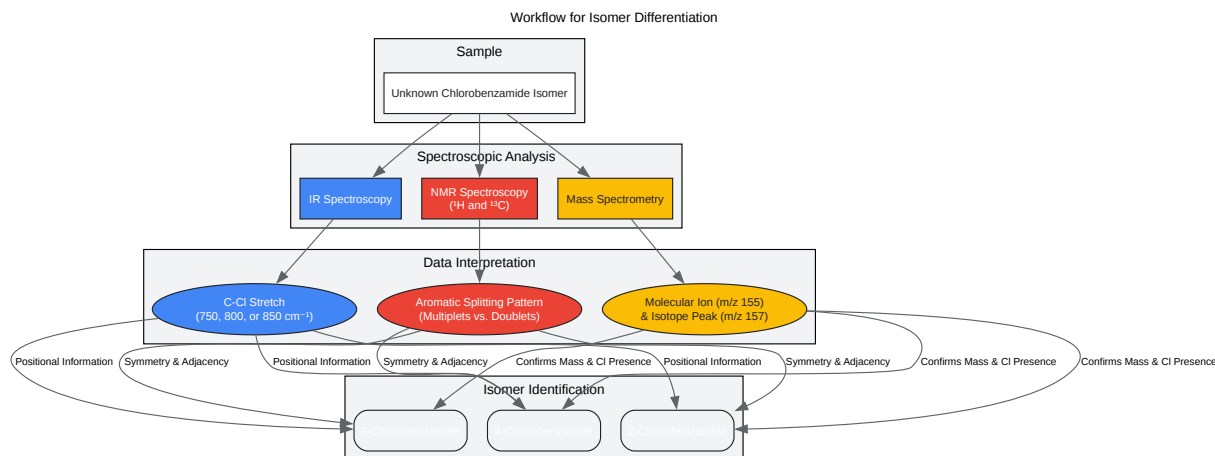 Workflow for Isomer Differentiation
Sample
Unknown Chlorobenzamide Isomer
Spectroscopic Analysis
IR Spectroscopy
NMR Spectroscopy
(¹H and ¹³C)
Mass Spectrometry
Data Interpretation
C-Cl Stretch
(750, 800, or 850 cm⁻¹)
Aromatic Splitting Pattern
(Multiplets vs. Doublets)
Molecular Ion (m/z 155)
& Isotope Peak (m/z 157)
Positional Information
Symmetry & Adjacency
Positional Information
Symmetry & Adjacency
Confirms Mass & Cl Presence
Positional Information
Symmetry & Adjacency
Confirms Mass & Cl Presence
Confirms Mass & Cl Presence
Isomer Identification
3-Chlorobenzamide
4-Chlorobenzamide
2-Chlorobenzamide